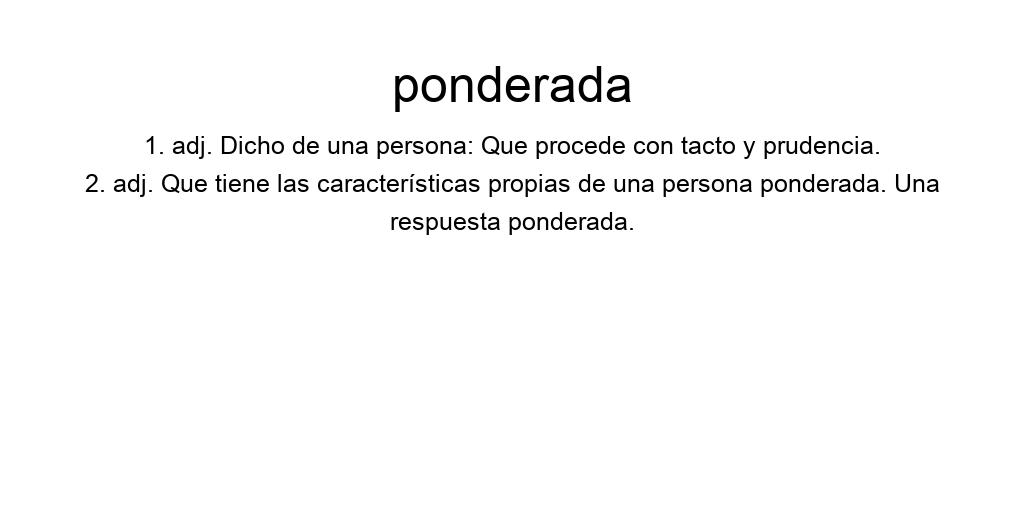 ponderada
1. adj. Dicho de una persona: Que procede con tacto y prudencia.
2. adj. Que tiene las características propias de una persona ponderada. Una
respuesta ponderada.